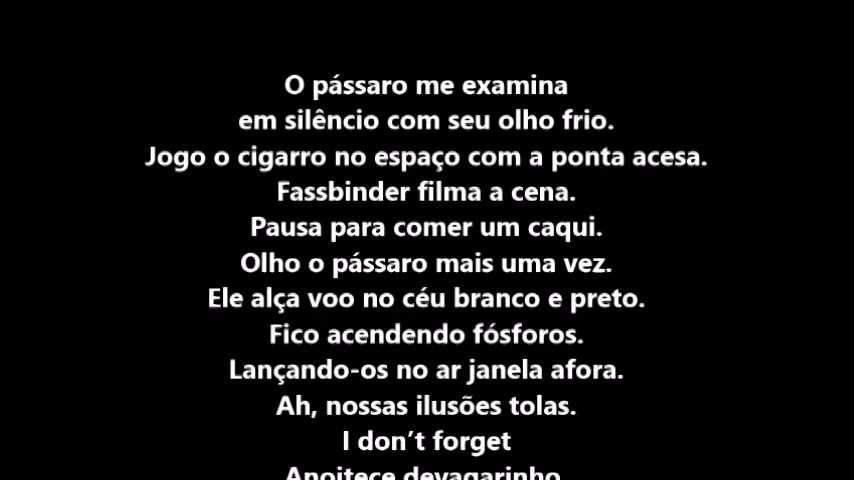 O pássaro me examina
em silêncio com seu olho frio.
Jogo o cigarro no espaço com a ponta acesa.
Fassbinder filma a cena.
Pausa para comer um caqui.
Olho o pássaro mais uma vez.
Ele alça voo no céu branco e preto.
Fico acendendo fósforos.
Lançando-os no ar janela afora.
Ah, nossas ilusões tolas.
I don’t forget
Anoitece devagarinho